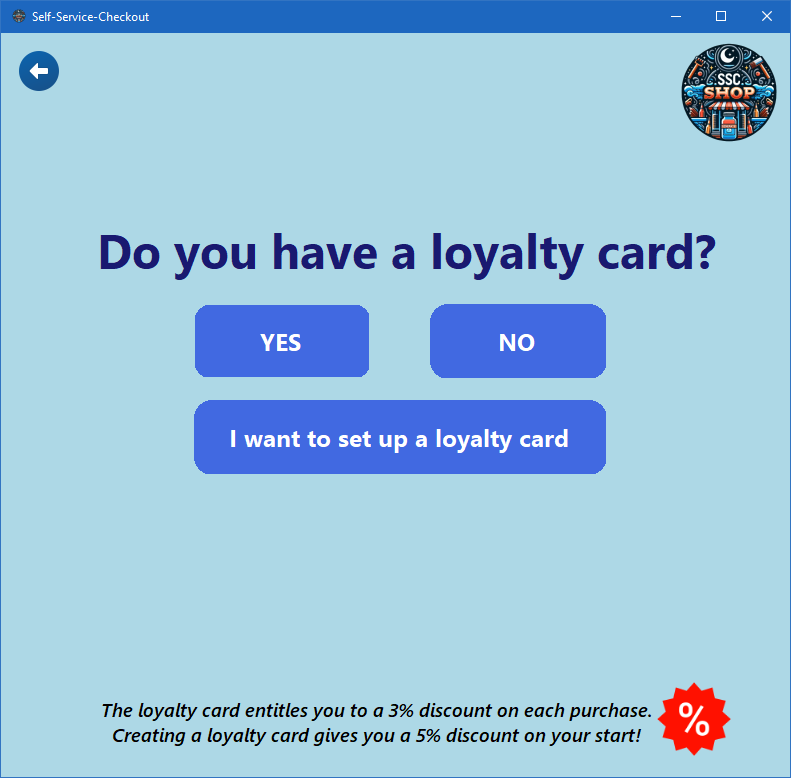 Self-Service-Checkout
SSC
SHOP
Do you have a loyalty card?
YES
NO
I want to set up a loyalty card
The loyalty card entitles you to a 3% discount on each purchase.
Creating a loyalty card gives you a 5% discount on your start!
%